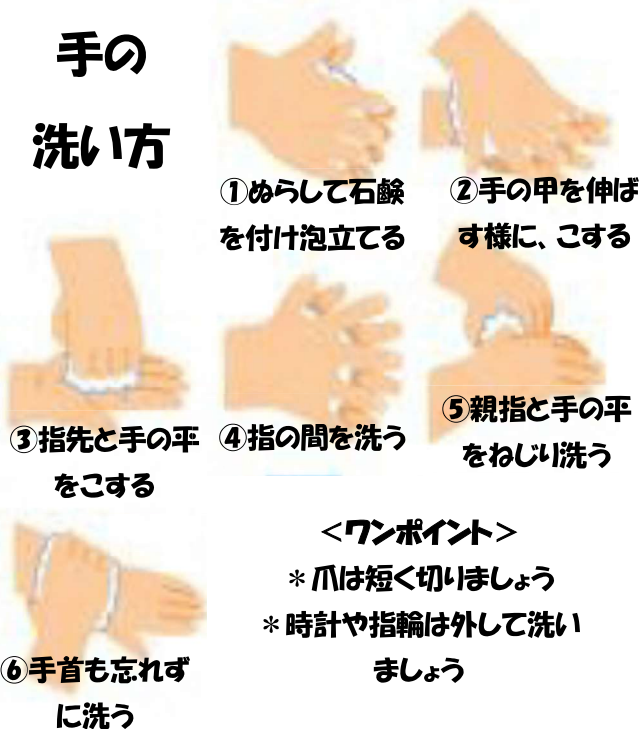 手の
洗い方
①ぬらして石鹸
を付け泡立てる
②手の甲を伸ば
す様に、こする
③指先と手の平
をこする
④指の間を洗う
⑤親指と手の平
をねじり洗う
⑥手首も忘れず
に洗う
＜ワンポイント＞
＊爪は短く切りましょう
＊時計や指輪は外して洗い
ましょう